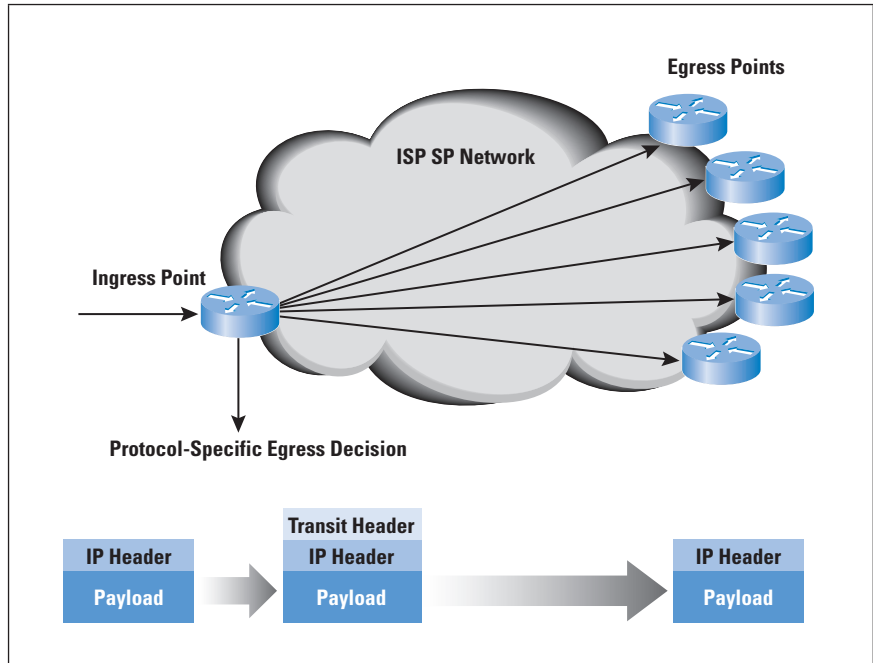 Egress Points
ISP SP Network
Ingress Point
Protocol-Specific Egress Decision
Transit Header
IP Header
IP Header
IP Header
Payload
Payload
Payload